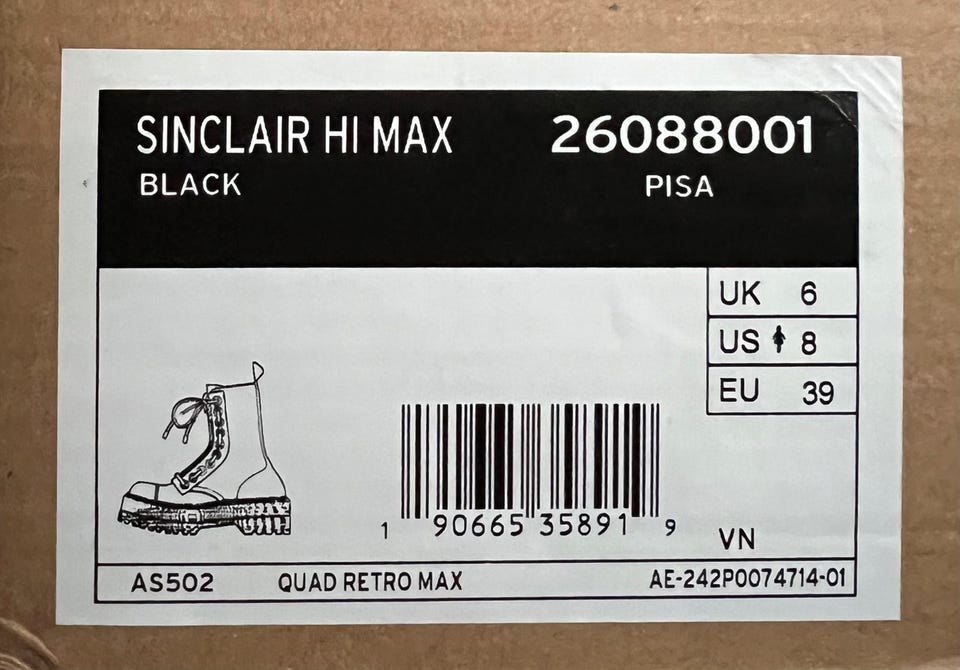 SINCLAIR HI MAX 26088001
BLACK PISA
UK 6
US 8
EU 39
1 90665 35891 9
VN
AS502 QUAD RETRO MAX AE-242P0074714-01